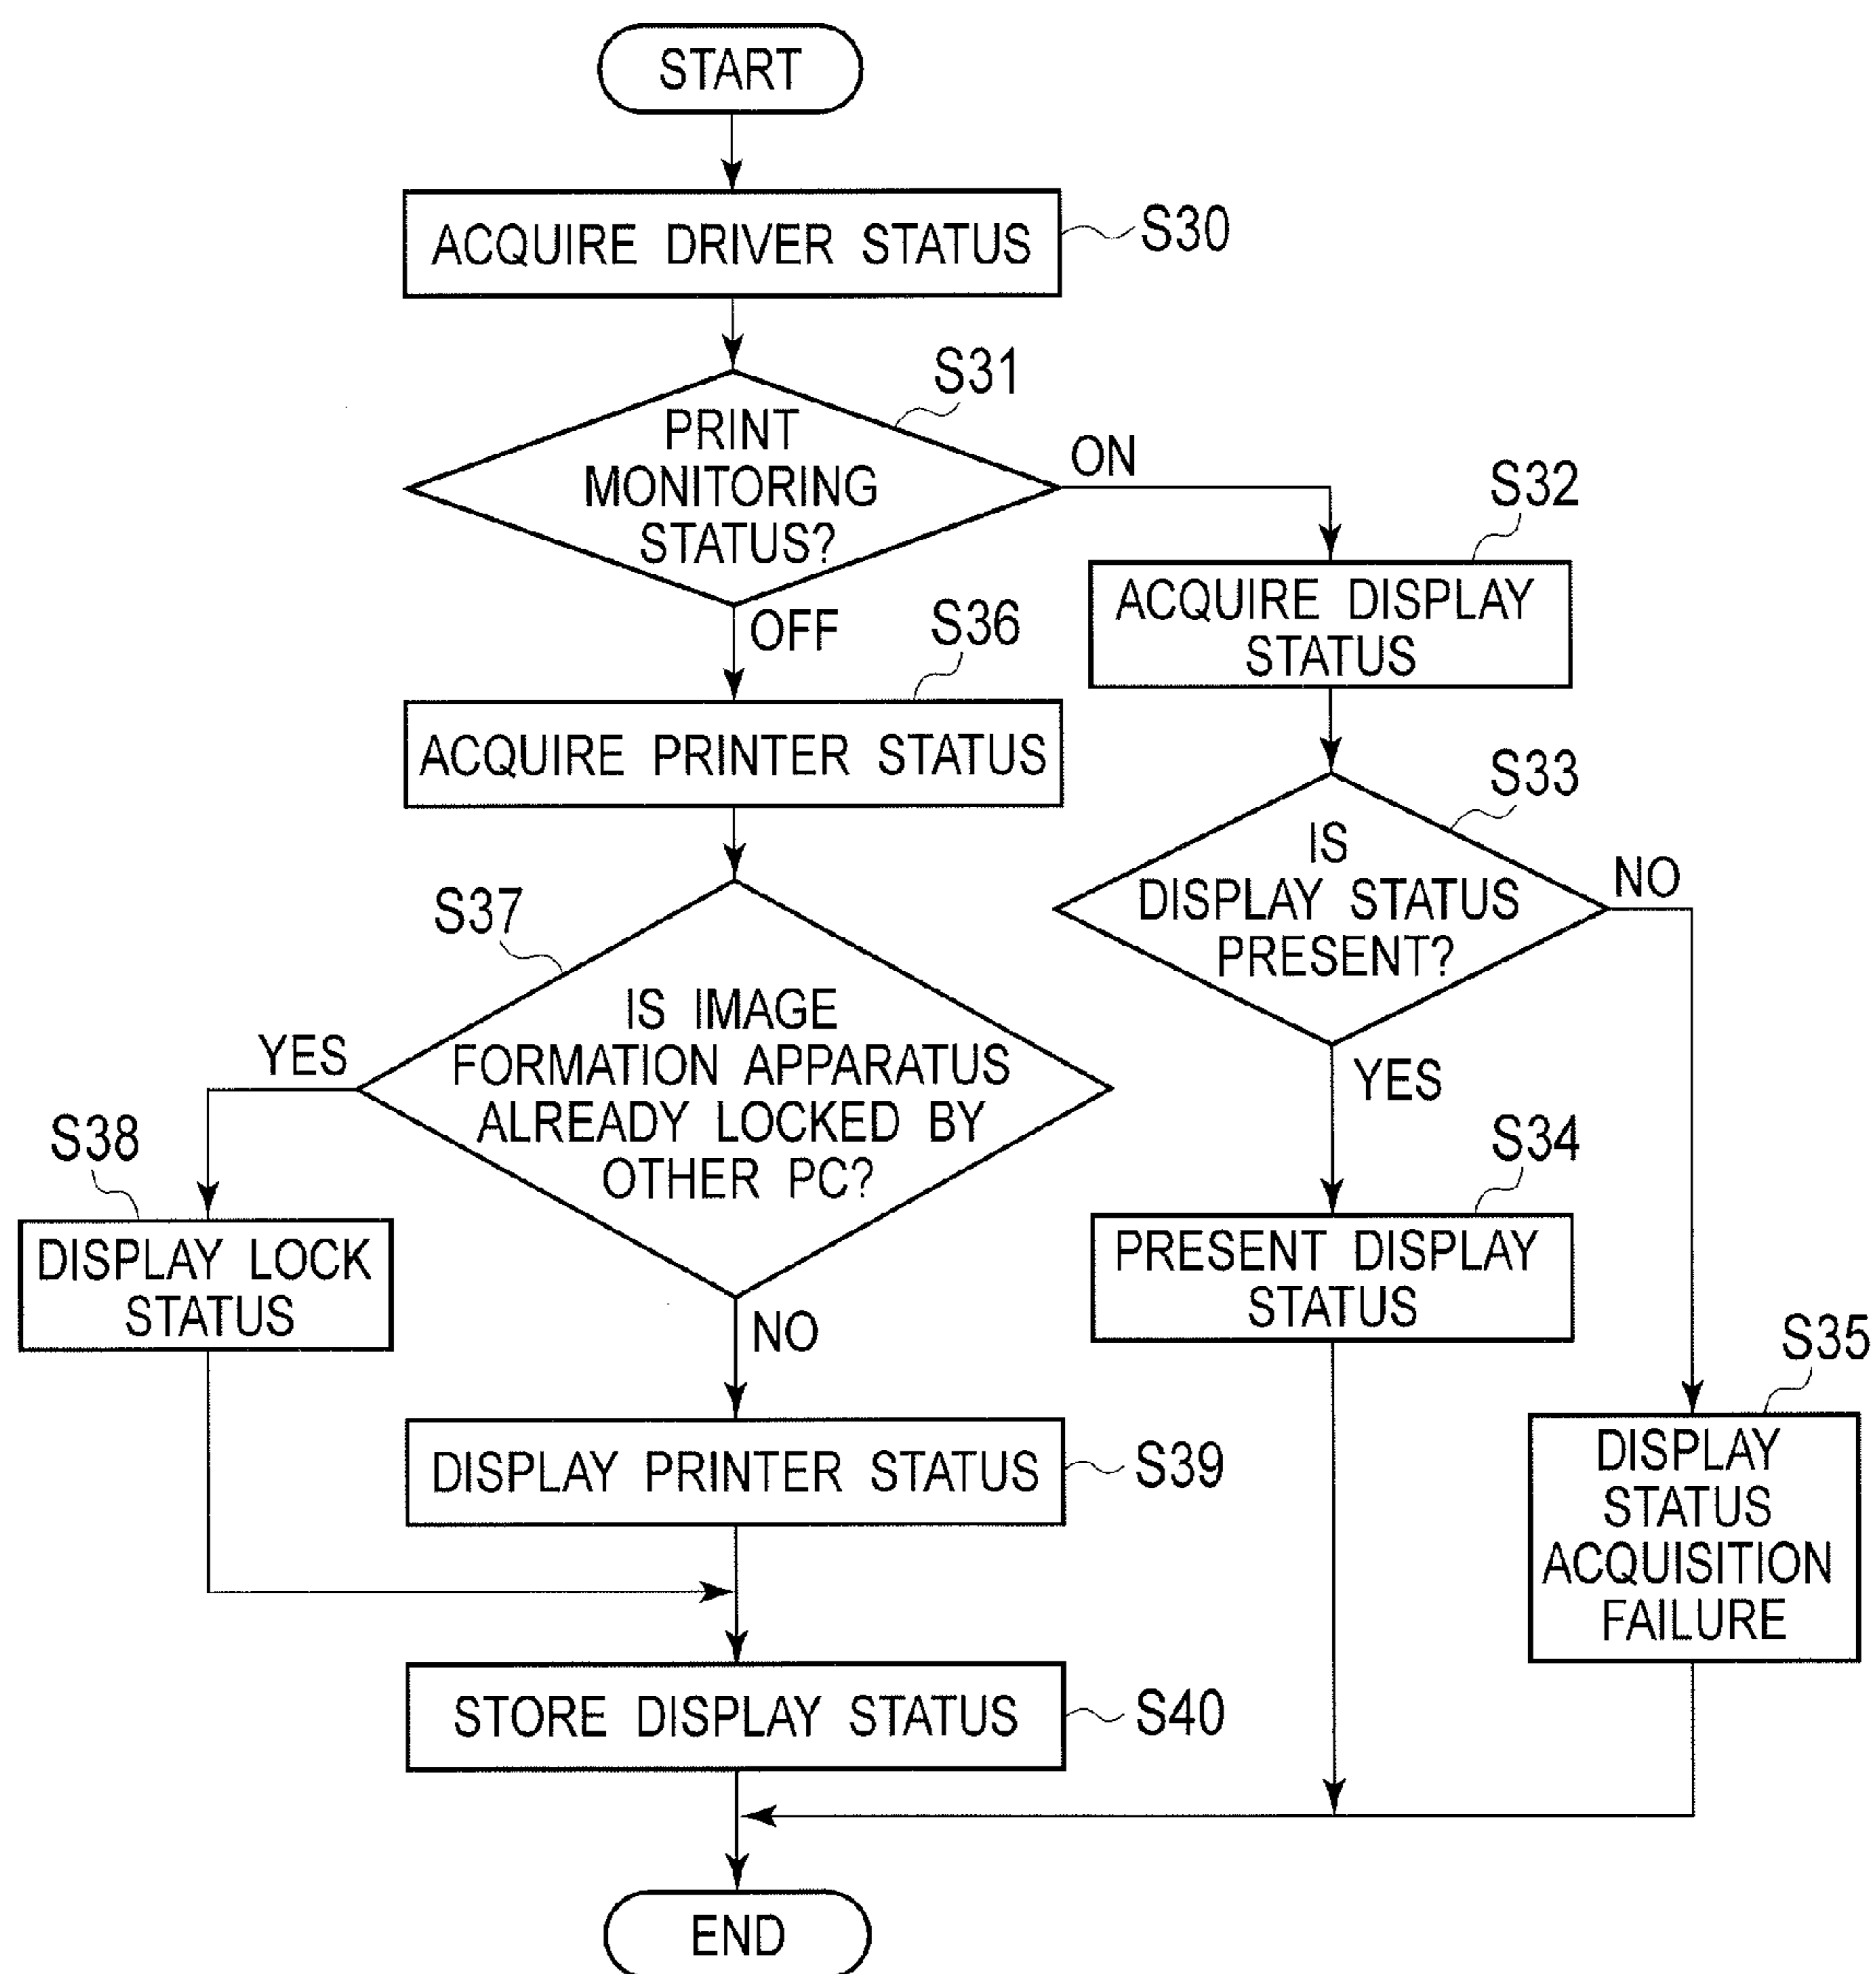 START
ACQUIRE DRIVER STATUS
S30
S31
PRINT
MONITORING
STATUS?
ON
OFF
S32
ACQUIRE DISPLAY
STATUS
S36
ACQUIRE PRINTER STATUS
S33
IS
DISPLAY STATUS
PRESENT?
NO
YES
S37
IS IMAGE
FORMATION APPARATUS
ALREADY LOCKED BY
OTHER PC?
YES
NO
S38
DISPLAY LOCK
STATUS
S34
PRESENT DISPLAY
STATUS
S35
DISPLAY
STATUS
ACQUISITION
FAILURE
DISPLAY PRINTER STATUS
S39
STORE DISPLAY STATUS
S40
END